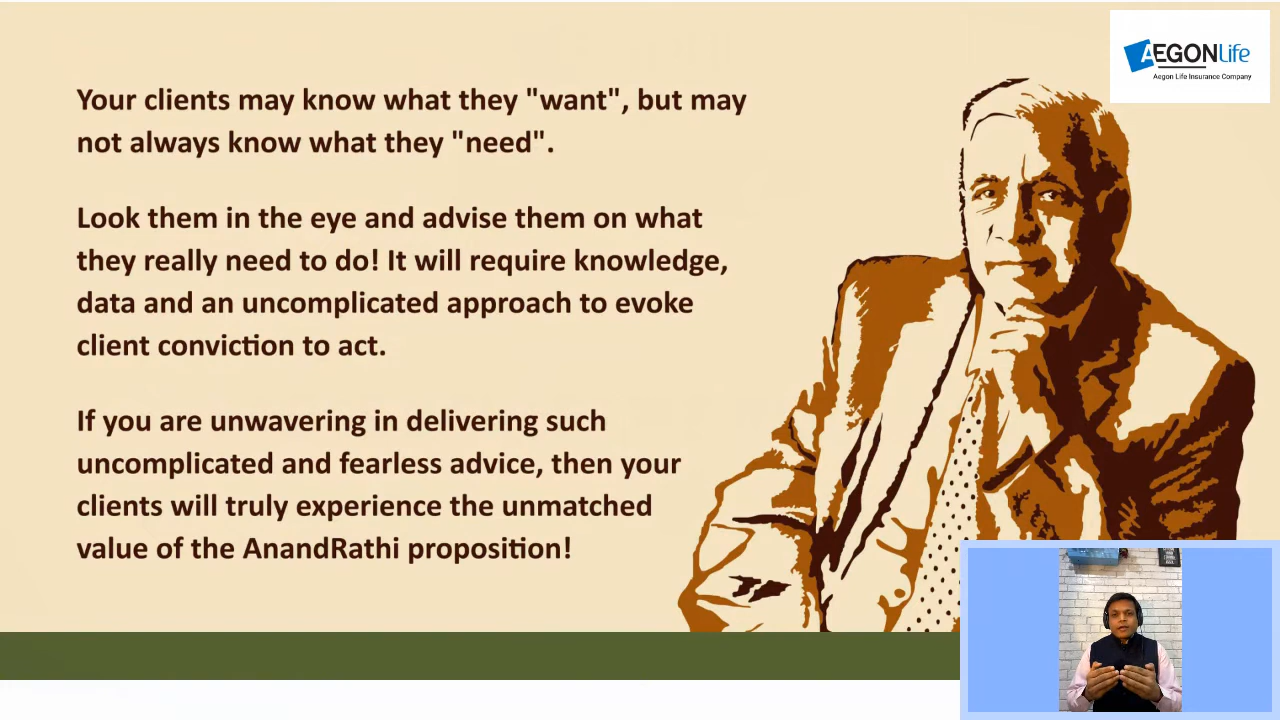 AEGONLife
Aegon Life Insurance Company
Your clients may know what they "want", but may
not always know what they "need".
Look them in the eye and advise them on what
they really need to do! It will require knowledge,
data and an uncomplicated approach to evoke
client conviction to act.
If you are unwavering in delivering such
uncomplicated and fearless advice, then your
clients will truly experience the unmatched
value of the AnandRathi proposition!